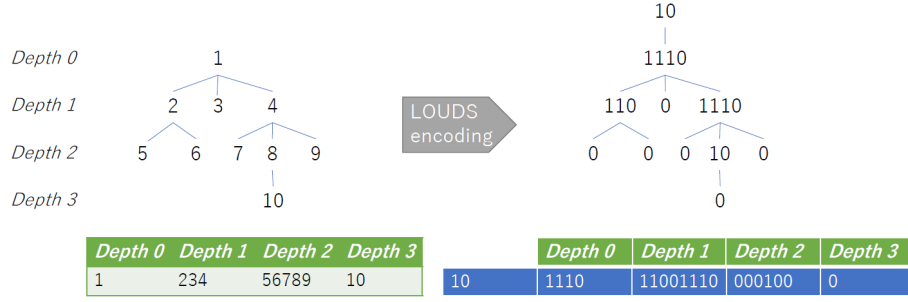 10
Depth 0 1 1110
Depth 1 2 3 4 LOUDS 110 0 1110
encoding
Depth 2 5 6 7 8 9 0 0 0 10 0
Depth 3 10 0
Depth 0 Depth 1 Depth 2 Depth 3 Depth 0 Depth 1 Depth 2 Depth 3
1 234 56789 10 10 1110 11001110 000100 0